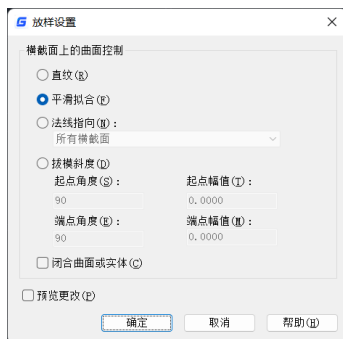 放样设置
横截面上的曲面控制
直纹(R)
平滑拟合(F)
法线指向(N):
所有横截面
拔模斜度(D)
起点角度(S): 起点幅值(T):
90 0.0000
端点角度(E): 端点幅值(M):
90 0.0000
闭合曲面或实体(C)
预览更改(P)
确定 取消 帮助(H)